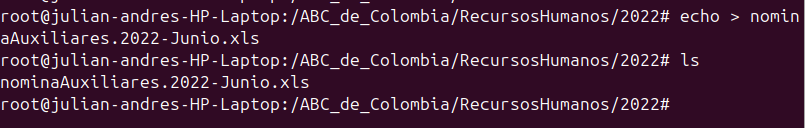 root@julian-andres-HP-Laptop:/ABC_de_Colombia/RecursosHumanos/2022# echo > nomin
aAuxiliares.2022-Junio.xls
root@julian-andres-HP-Laptop:/ABC_de_Colombia/RecursosHumanos/2022# ls
nominaAuxiliares.2022-Junio.xls
root@julian-andres-HP-Laptop:/ABC_de_Colombia/RecursosHumanos/2022#